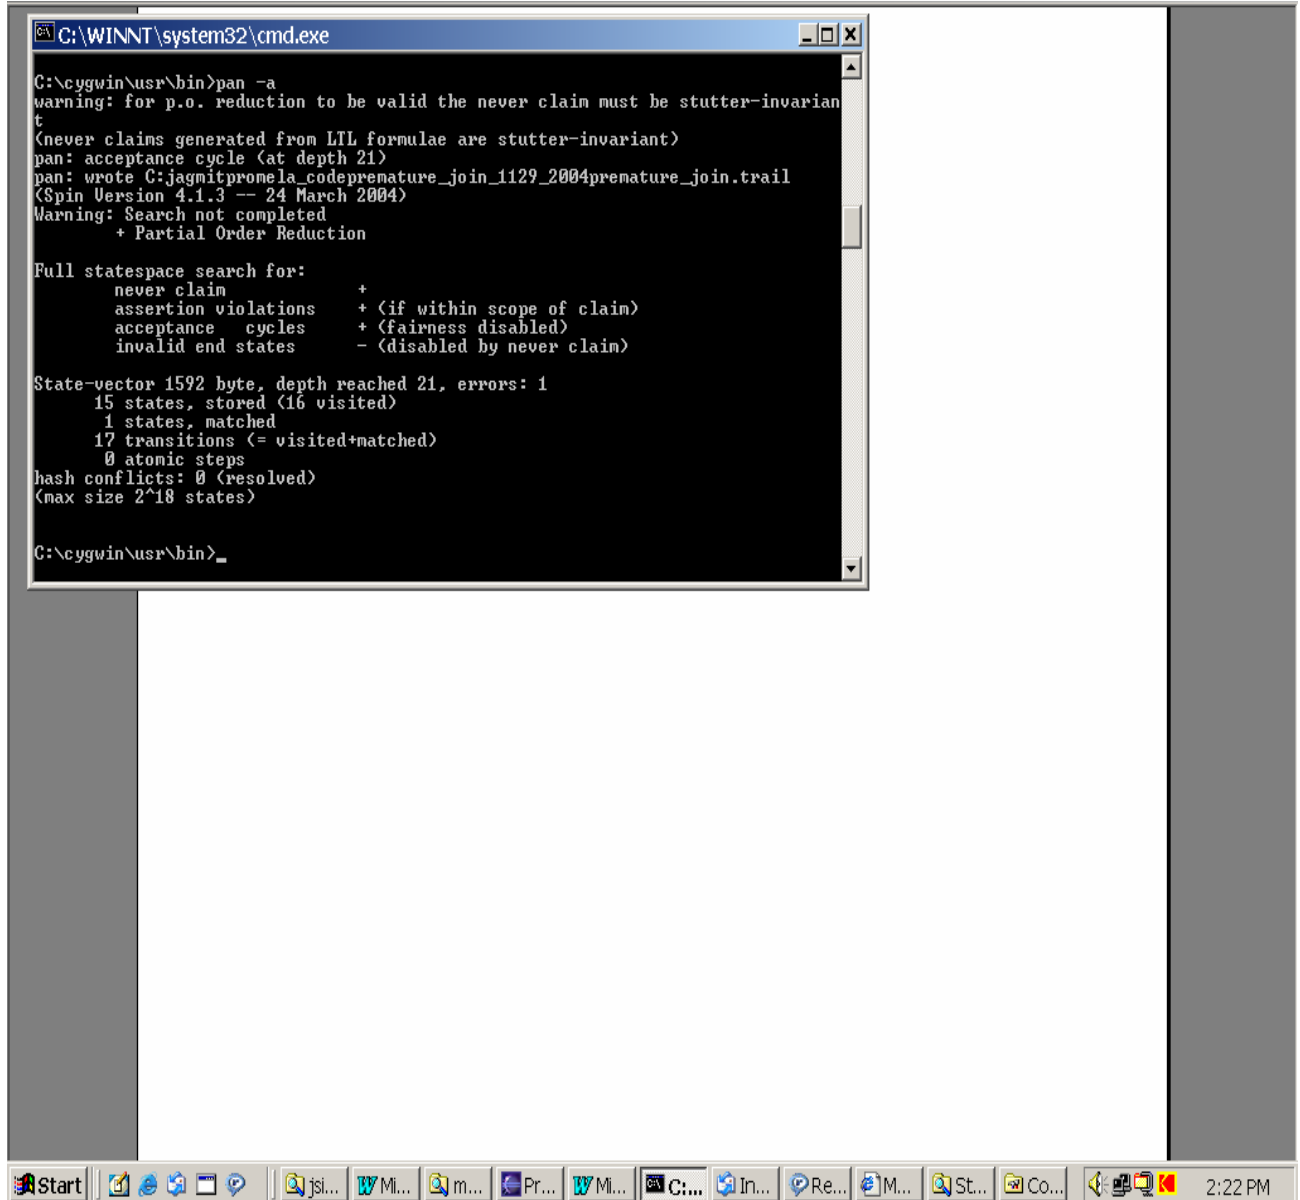 C:\WINNT\system32\cmd.exe
C:\cygwin\usr\bin>pan -a
warning: for p.o. reduction to be valid the never claim must be stutter-invarian
t
(never claims generated from LTL formulae are stutter-invariant)
pan: acceptance cycle (at depth 21)
pan: wrote C:jagmitpromela_codepremature_join_1129_2004premature_join.trail
(Spin Version 4.1.3 -- 24 March 2004)
Warning: Search not completed
        + Partial Order Reduction
Full statespace search for:
        never claim             +
        assertion violations    + (if within scope of claim)
        acceptance   cycles     + (fairness disabled)
        invalid end states      - (disabled by never claim)
State-vector 1592 byte, depth reached 21, errors: 1
      15 states, stored (16 visited)
       1 states, matched
      17 transitions (= visited+matched)
       0 atomic steps
hash conflicts: 0 (resolved)
(max size 2^18 states)
C:\cygwin\usr\bin>_
Start jsi... Mi... m... Pr... Mi... C:... In... Re... M... St... Co... 2:22 PM